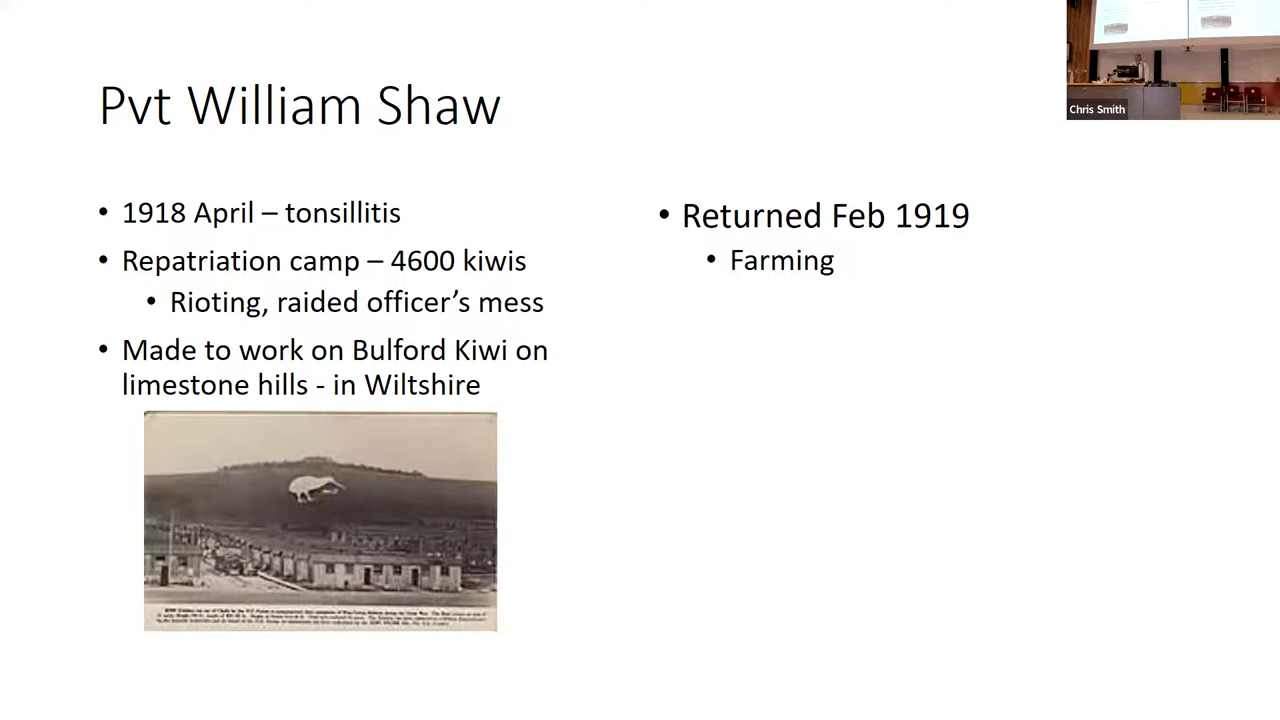 Pvt William Shaw
• 1918 April – tonsillitis
• Repatriation camp – 4600 kiwis
• Rioting, raided officer’s mess
• Made to work on Bulford Kiwi on
limestone hills - in Wiltshire
• Returned Feb 1919
• Farming
Chris Smith